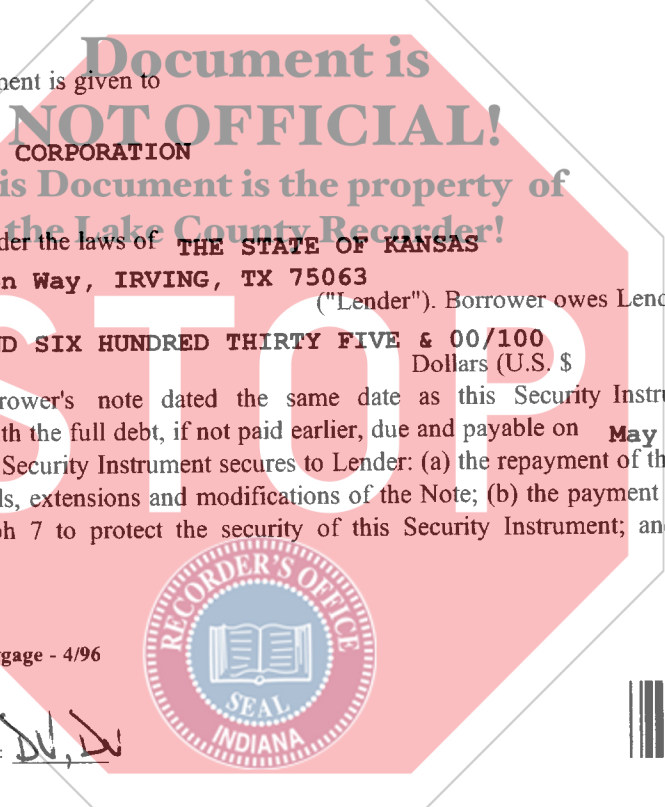 Document is
ment is given to
NOT OFFICIAL!
CORPORATION
is Document is the property of
the Lake County Recorder!
der the laws of THE STATE OF KANSAS
n Way, IRVING, TX 75063
("Lender"). Borrower owes Lend
D SIX HUNDRED THIRTY FIVE & 00/100
Dollars (U.S. $
STOP
rower's note dated the same date as this Security Instru
th the full debt, if not paid earlier, due and payable on May
Security Instrument secures to Lender: (a) the repayment of th
ls, extensions and modifications of the Note; (b) the payment
ph 7 to protect the security of this Security Instrument; an
RECORDER'S OFFICE
SEAL
INDIANA
gage - 4/96
: DV, DV